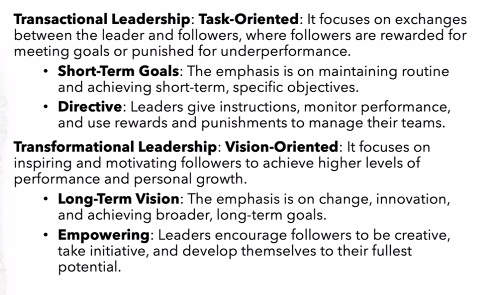 Transactional Leadership: Task-Oriented: It focuses on exchanges
between the leader and followers, where followers are rewarded for
meeting goals or punished for underperformance.
• Short-Term Goals: The emphasis is on maintaining routine
and achieving short-term, specific objectives.
• Directive: Leaders give instructions, monitor performance,
and use rewards and punishments to manage their teams.
Transformational Leadership: Vision-Oriented: It focuses on
inspiring and motivating followers to achieve higher levels of
performance and personal growth.
• Long-Term Vision: The emphasis is on change, innovation,
and achieving broader, long-term goals.
• Empowering: Leaders encourage followers to be creative,
take initiative, and develop themselves to their fullest
potential.